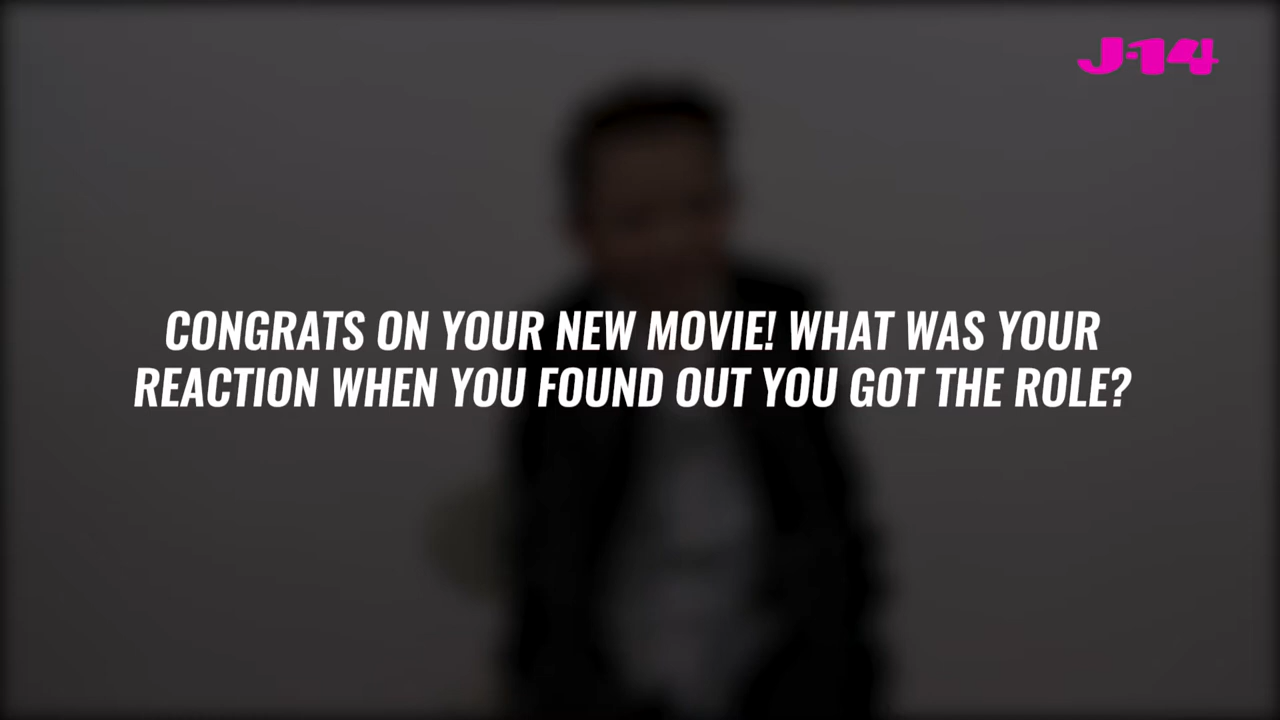 J-14
CONGRATS ON YOUR NEW MOVIE! WHAT WAS YOUR
REACTION WHEN YOU FOUND OUT YOU GOT THE ROLE?